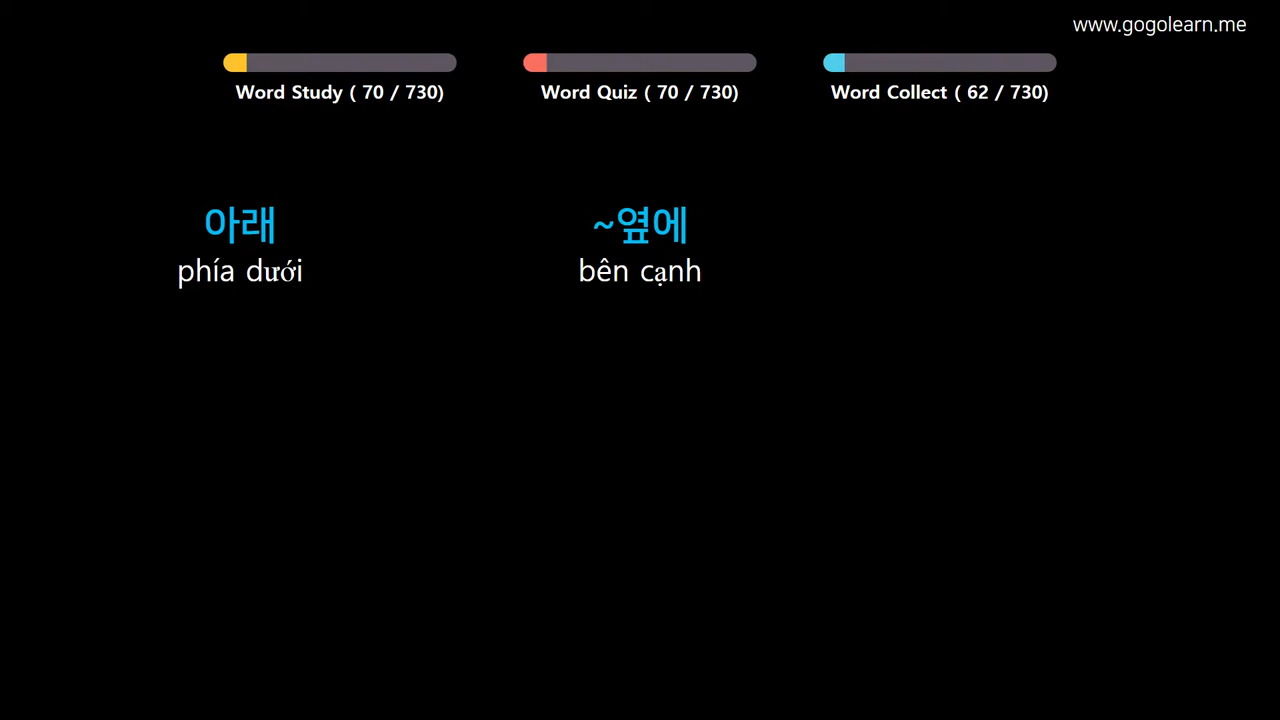 www.gogolearn.me
Word Study ( 70 / 730)
Word Quiz ( 70 / 730)
Word Collect ( 62 / 730)
아래
phía dưới
~옆에
bên cạnh